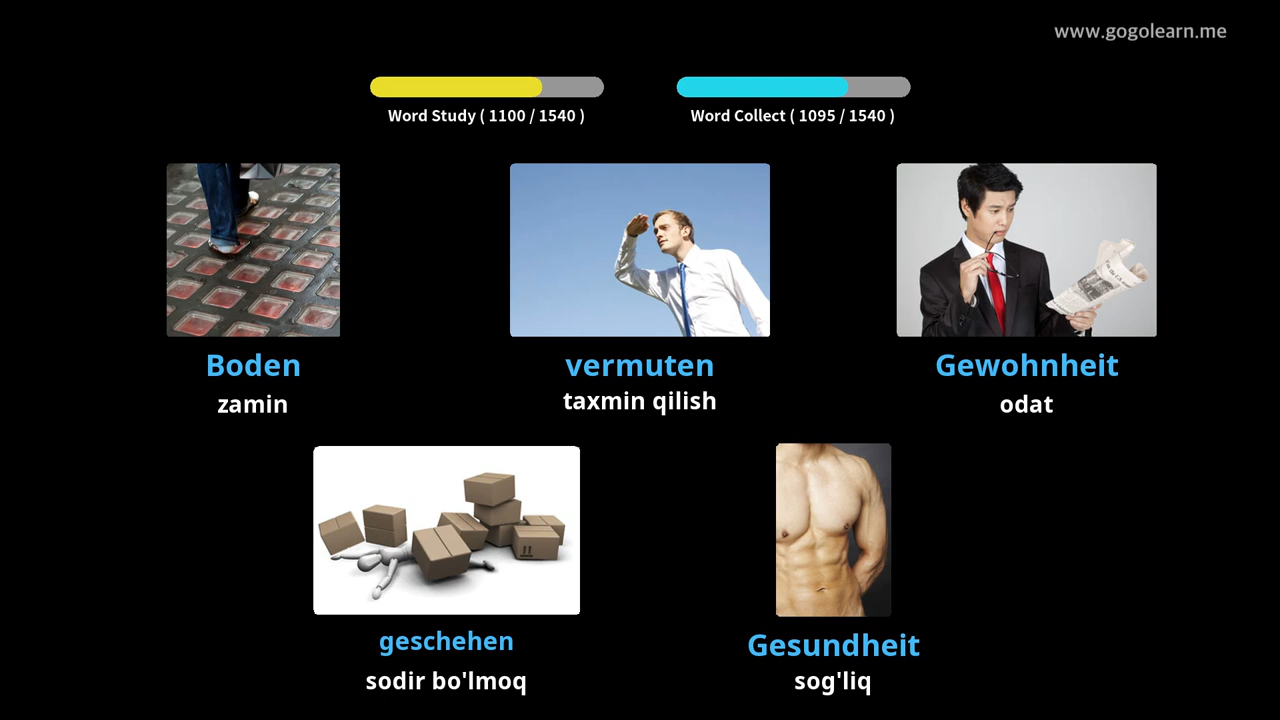 www.gogolearn.me
Word Study ( 1100 / 1540 )
Word Collect ( 1095 / 1540 )
Boden
zamin
vermuten
taxmin qilish
Gewohnheit
odat
geschehen
sodir bo'lmoq
Gesundheit
sog'liq